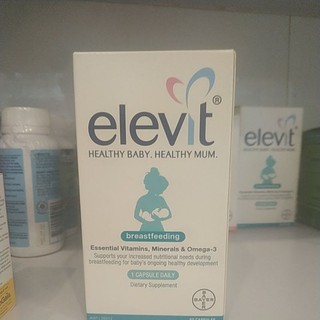 elevit®
HEALTHY BABY. HEALTHY MUM.
breastfeeding
Essential Vitamins, Minerals & Omega-3
Supports your increased nutritional needs during
breastfeeding for baby's ongoing healthy development
1 CAPSULE DAILY
Dietary Supplement
BAYER
elevit